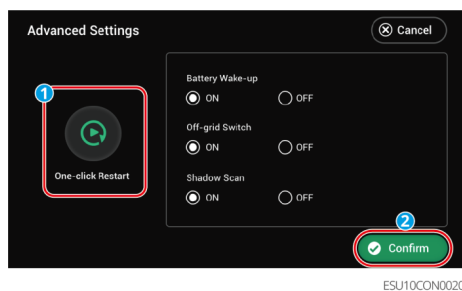 Advanced Settings
Cancel
1
Battery Wake-up
ON OFF
Off-grid Switch
ON OFF
One-click Restart
Shadow Scan
ON OFF
2
Confirm
ESU10CON0020